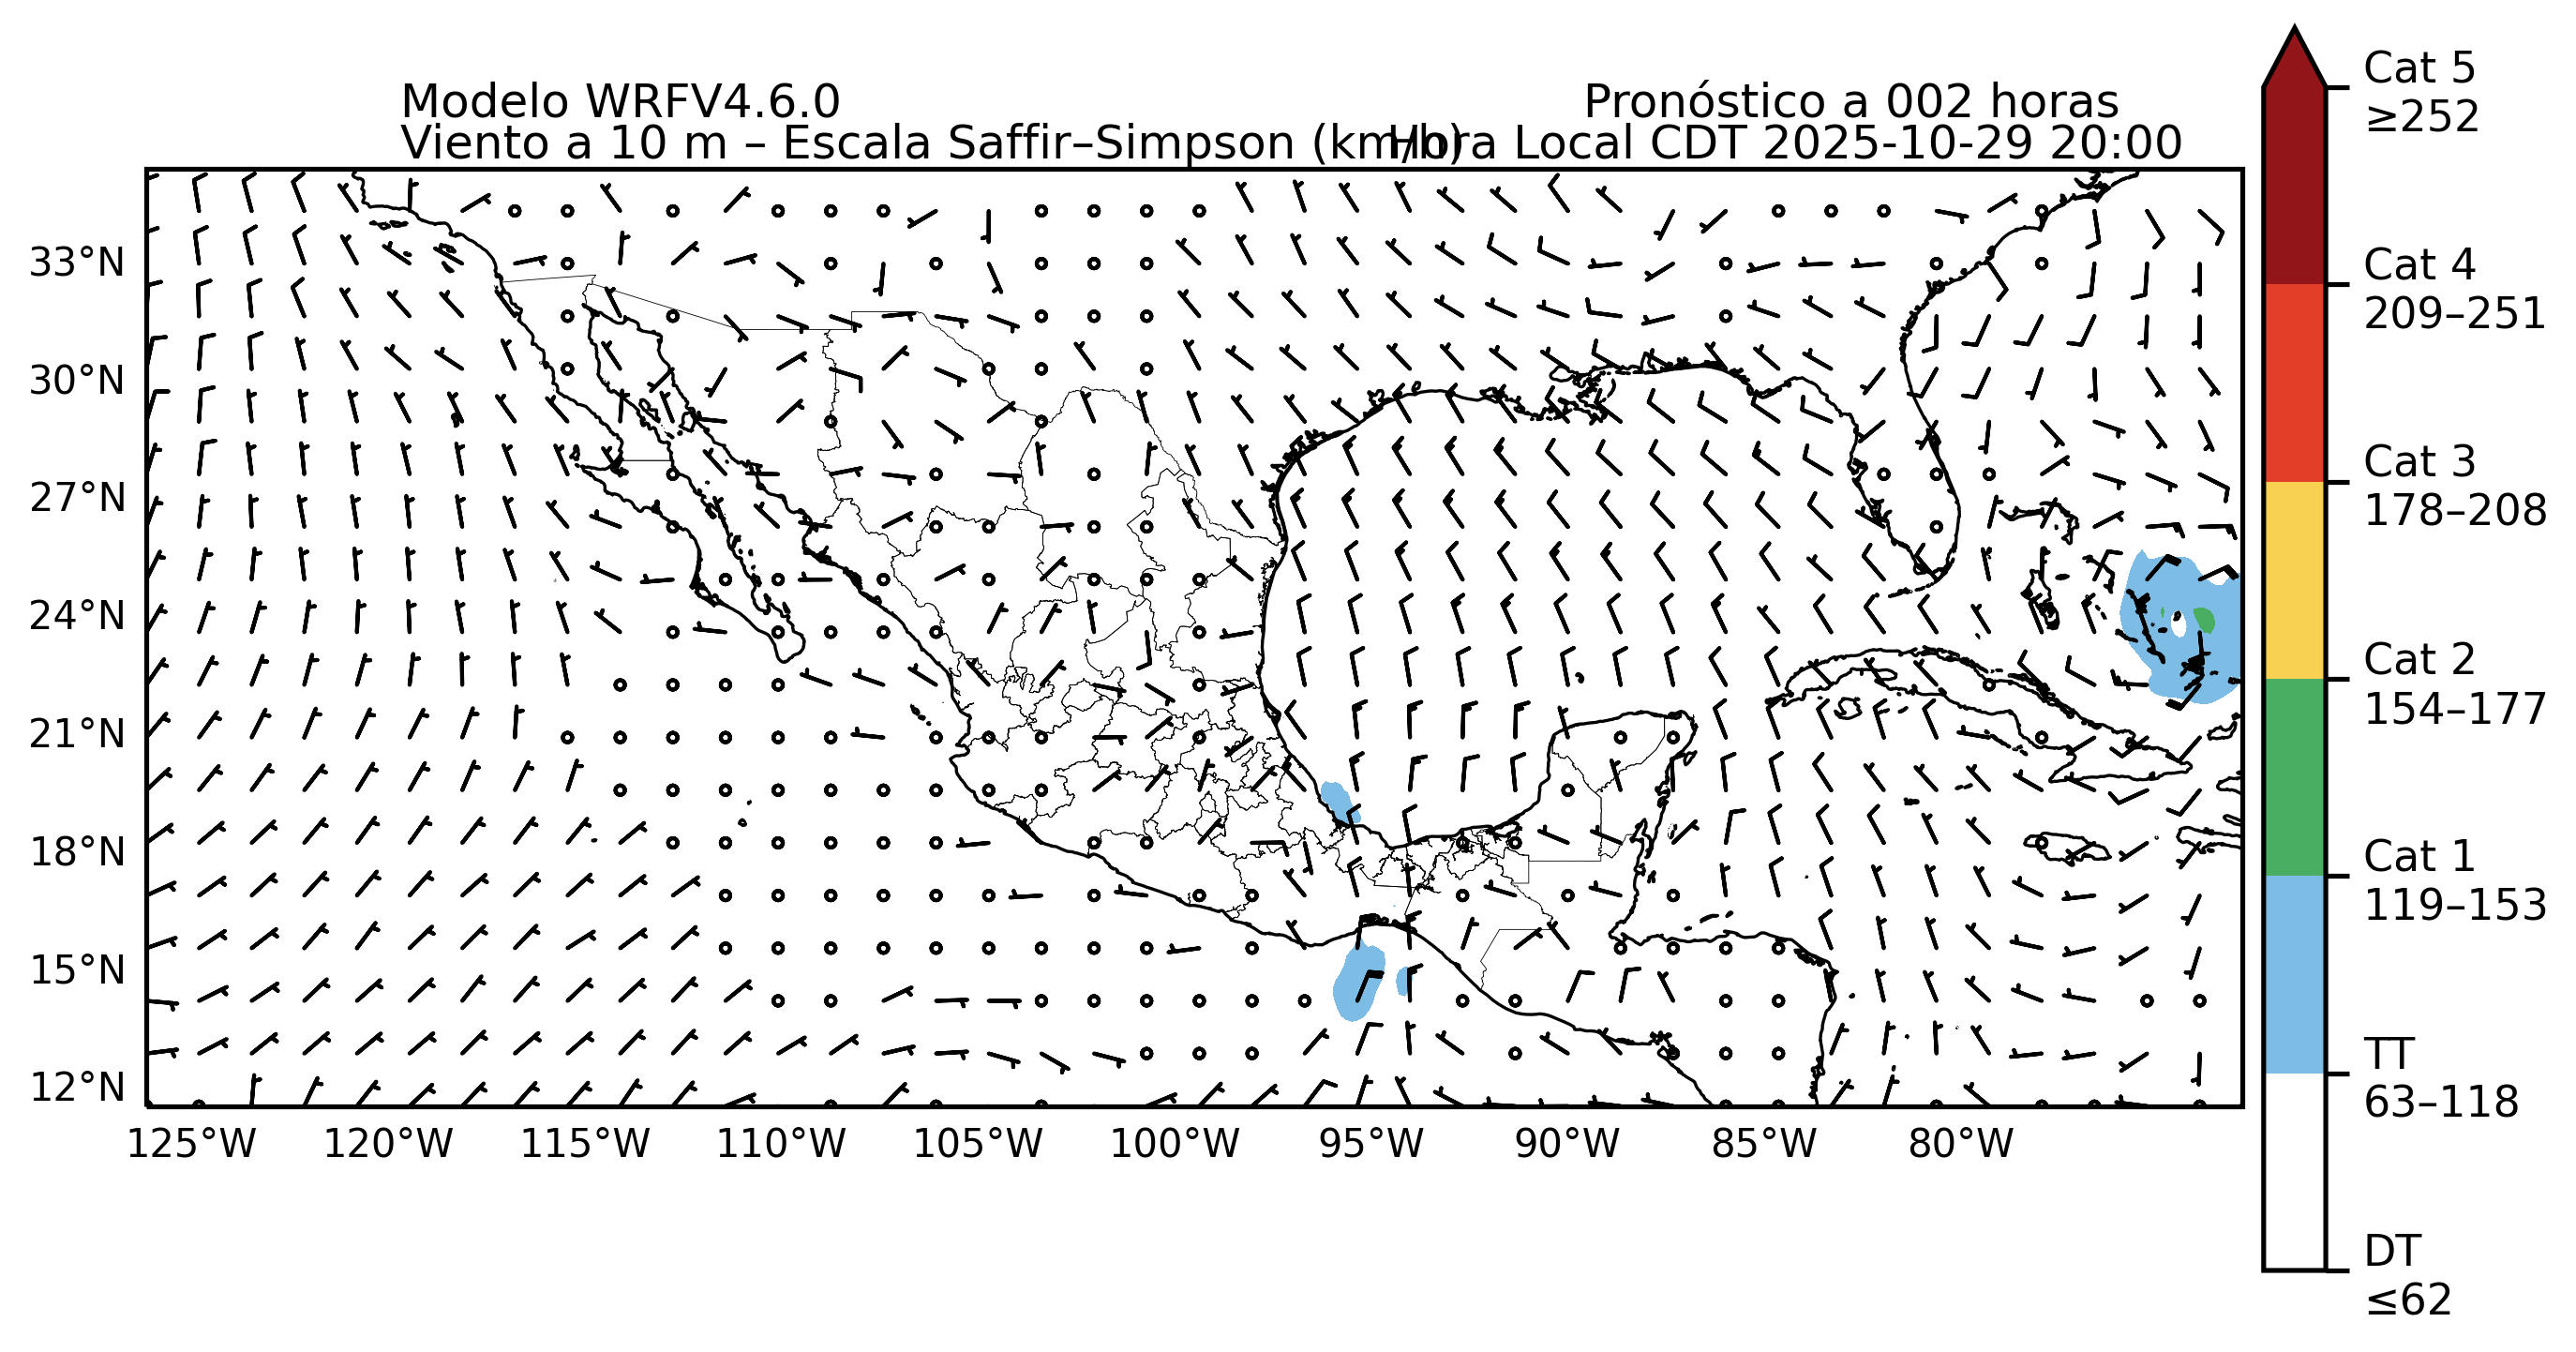 Modelo WRFV4.6.0
Pronóstico a 002 horas
Viento a 10 m – Escala Saffir–Simpson (km/h)
Hora Local CDT 2025-10-29 20:00
33°N
30°N
27°N
24°N
21°N
18°N
15°N
12°N
125°W
120°W
115°W
110°W
105°W
100°W
95°W
90°W
85°W
80°W
Cat 5
≥252
Cat 4
209–251
Cat 3
178–208
Cat 2
154–177
Cat 1
119–153
TT
63–118
DT
≤62